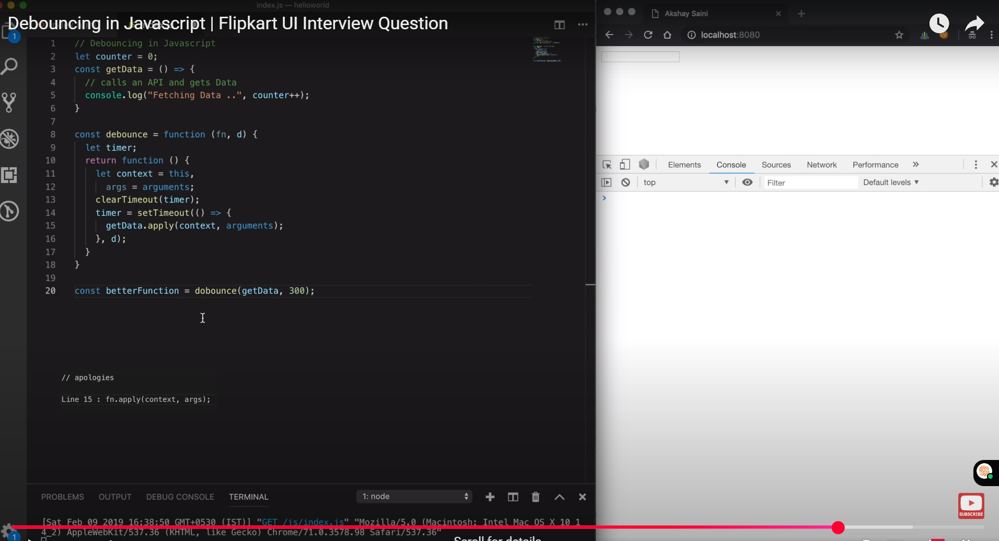 index.js — helloworld
Debouncing in Javascript | Flipkart UI Interview Question
1
1 // Debouncing in Javascript
2 let counter = 0;
3 const getData = () => {
4 // calls an API and gets Data
5 console.log("Fetching Data ..", counter++);
6 }
7
8 const debounce = function (fn, d) {
9 let timer;
10 return function () {
11 let context = this,
12 args = arguments;
13 clearTimeout(timer);
14 timer = setTimeout(() => {
15 getData.apply(context, arguments);
16 }, d);
17 }
18 }
19
20 const betterFunction = dobounce(getData, 300);
// apologies
Line 15 : fn.apply(context, args);
PROBLEMS OUTPUT DEBUG CONSOLE TERMINAL 1: node
[Sat Feb 09 2019 16:38:50 GMT+0530 (IST)] "GET /js/index.js" "Mozilla/5.0 (Macintosh; Intel Mac OS X 10_1
4_2) AppleWebKit/537.36 (KHTML, like Gecko) Chrome/71.0.3578.98 Safari/537.36"
1
Scroll for details
Akshay Saini
localhost:8080
Elements Console Sources Network Performance
top Filter Default levels
SUBSCRIBE